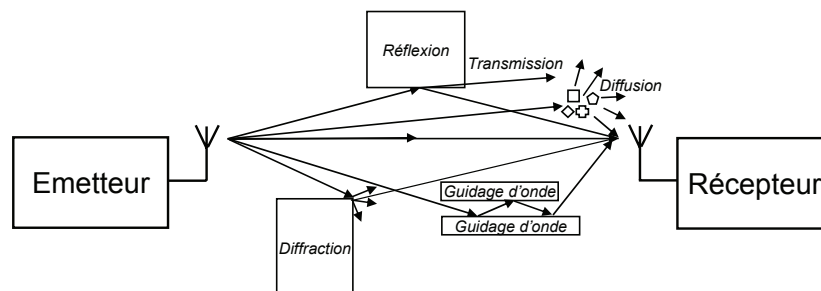 Réflexion
Transmission
Diffusion
Emetteur
Récepteur
Guidage d'onde
Guidage d'onde
Diffraction